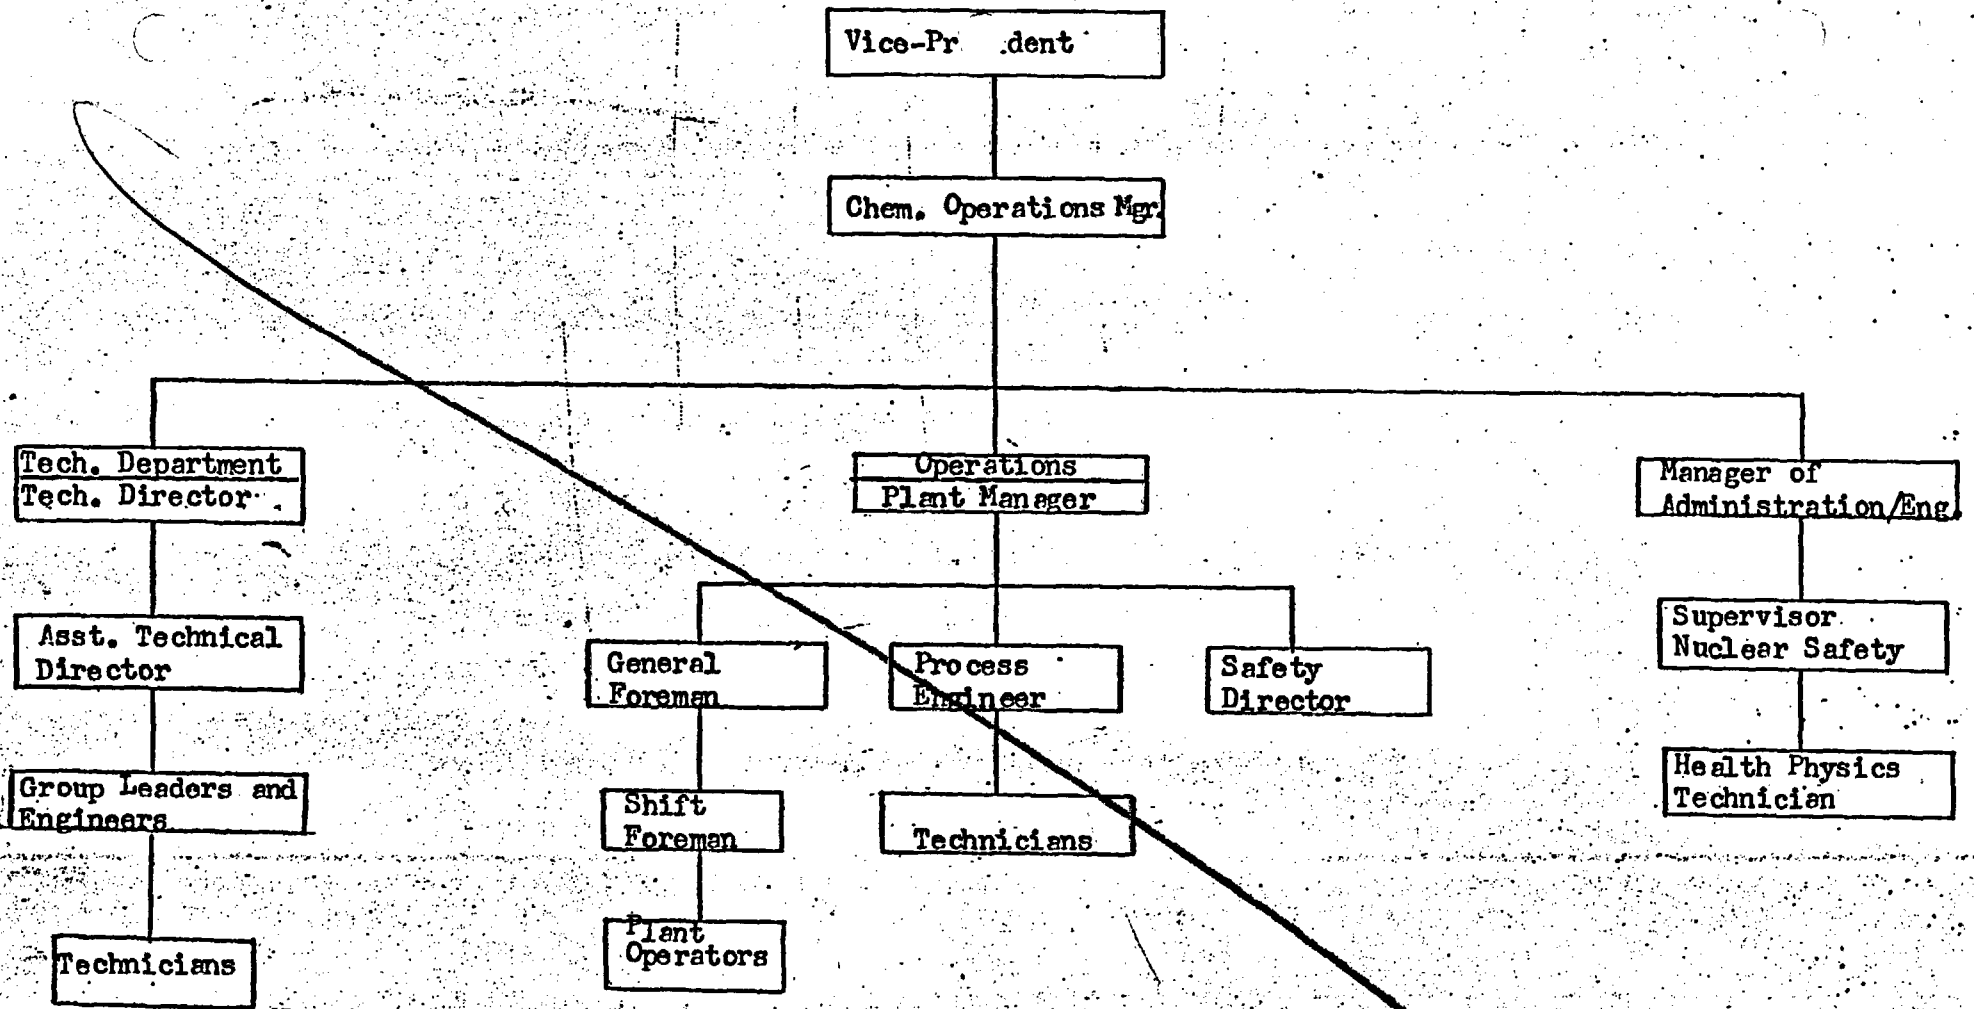 Vice-Pr dent
Chem. Operations Mgr.
Tech. Department
Tech. Director
Operations
Plant Manager
Manager of
Administration/Eng.
Asst. Technical
Director
General
Foreman
Process
Engineer
Safety
Director
Supervisor
Nuclear Safety
Group Leaders and
Engineers
Shift
Foreman
Technicians
Health Physics
Technician
Technicians
Plant
Operators